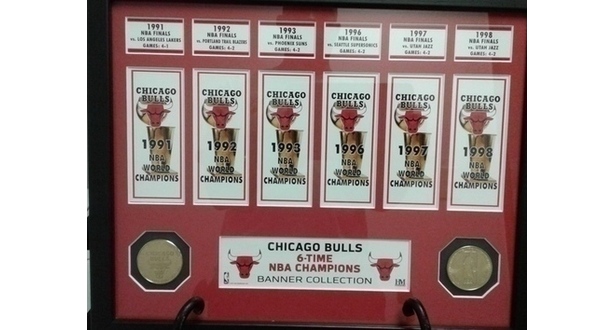 1991
NBA FINALS
vs. LOS ANGELES LAKERS
GAMES: 4-1
1992
NBA FINALS
vs. PORTLAND TRAIL BLAZERS
GAMES: 4-2
1993
NBA FINALS
vs. PHOENIX SUNS
GAMES: 4-2
1996
NBA FINALS
vs. SEATTLE SUPERSONICS
GAMES: 4-2
1997
NBA FINALS
vs. UTAH JAZZ
GAMES: 4-2
1998
NBA FINALS
vs. UTAH JAZZ
GAMES: 4-2
CHICAGO
BULLS
1991
NBA
WORLD
CHAMPIONS
CHICAGO
BULLS
1992
NBA
WORLD
CHAMPIONS
CHICAGO
BULLS
1993
NBA
WORLD
CHAMPIONS
CHICAGO
BULLS
1996
NBA
WORLD
CHAMPIONS
CHICAGO
BULLS
1997
NBA
WORLD
CHAMPIONS
CHICAGO
BULLS
1998
NBA
WORLD
CHAMPIONS
CHICAGO BULLS
6-TIME
NBA CHAMPIONS
BANNER COLLECTION
HM